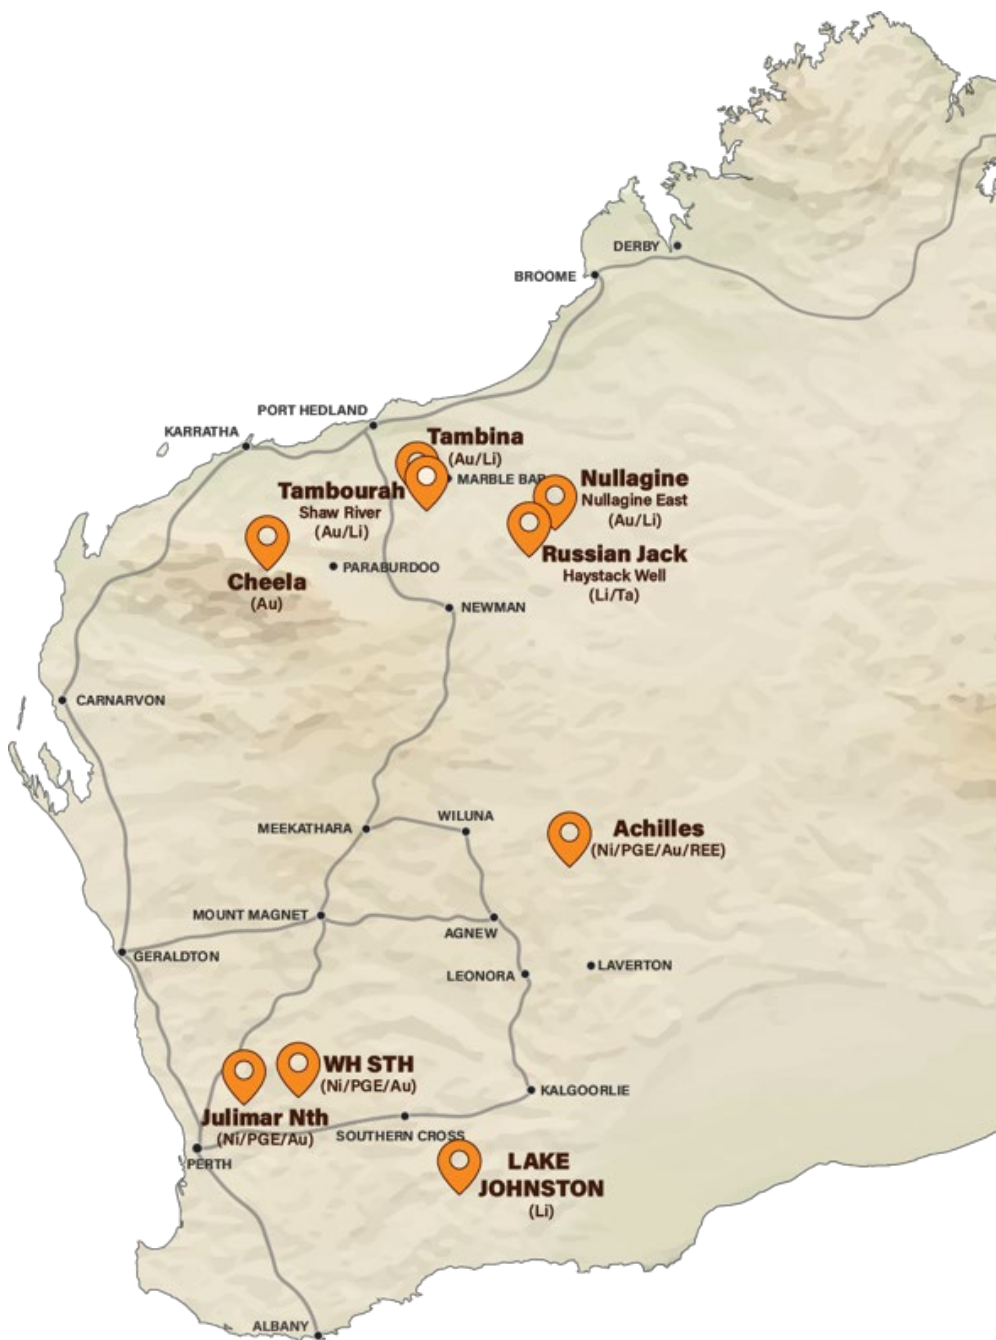 DERBY
BROOME
PORT HEDLAND
KARRATHA
Tambina
(Au/Li)
MARBLE BAR
Nullagine
Nullagine East
(Au/Li)
Tambourah
Shaw River
(Au/Li)
Russian Jack
Haystack Well
(Li/Ta)
Cheela
(Au)
PARABURDOO
NEWMAN
CARNARVON
WILUNA
MEEKATHARA
Achilles
(Ni/PGE/Au/REE)
MOUNT MAGNET
AGNEW
GERALDTON
LAVERTON
LEONORA
WH STH
(Ni/PGE/Au)
KALGOORLIE
Julimar Nth
(Ni/PGE/Au)
SOUTHERN CROSS
PERTH
LAKE
JOHNSTON
(Li)
ALBANY